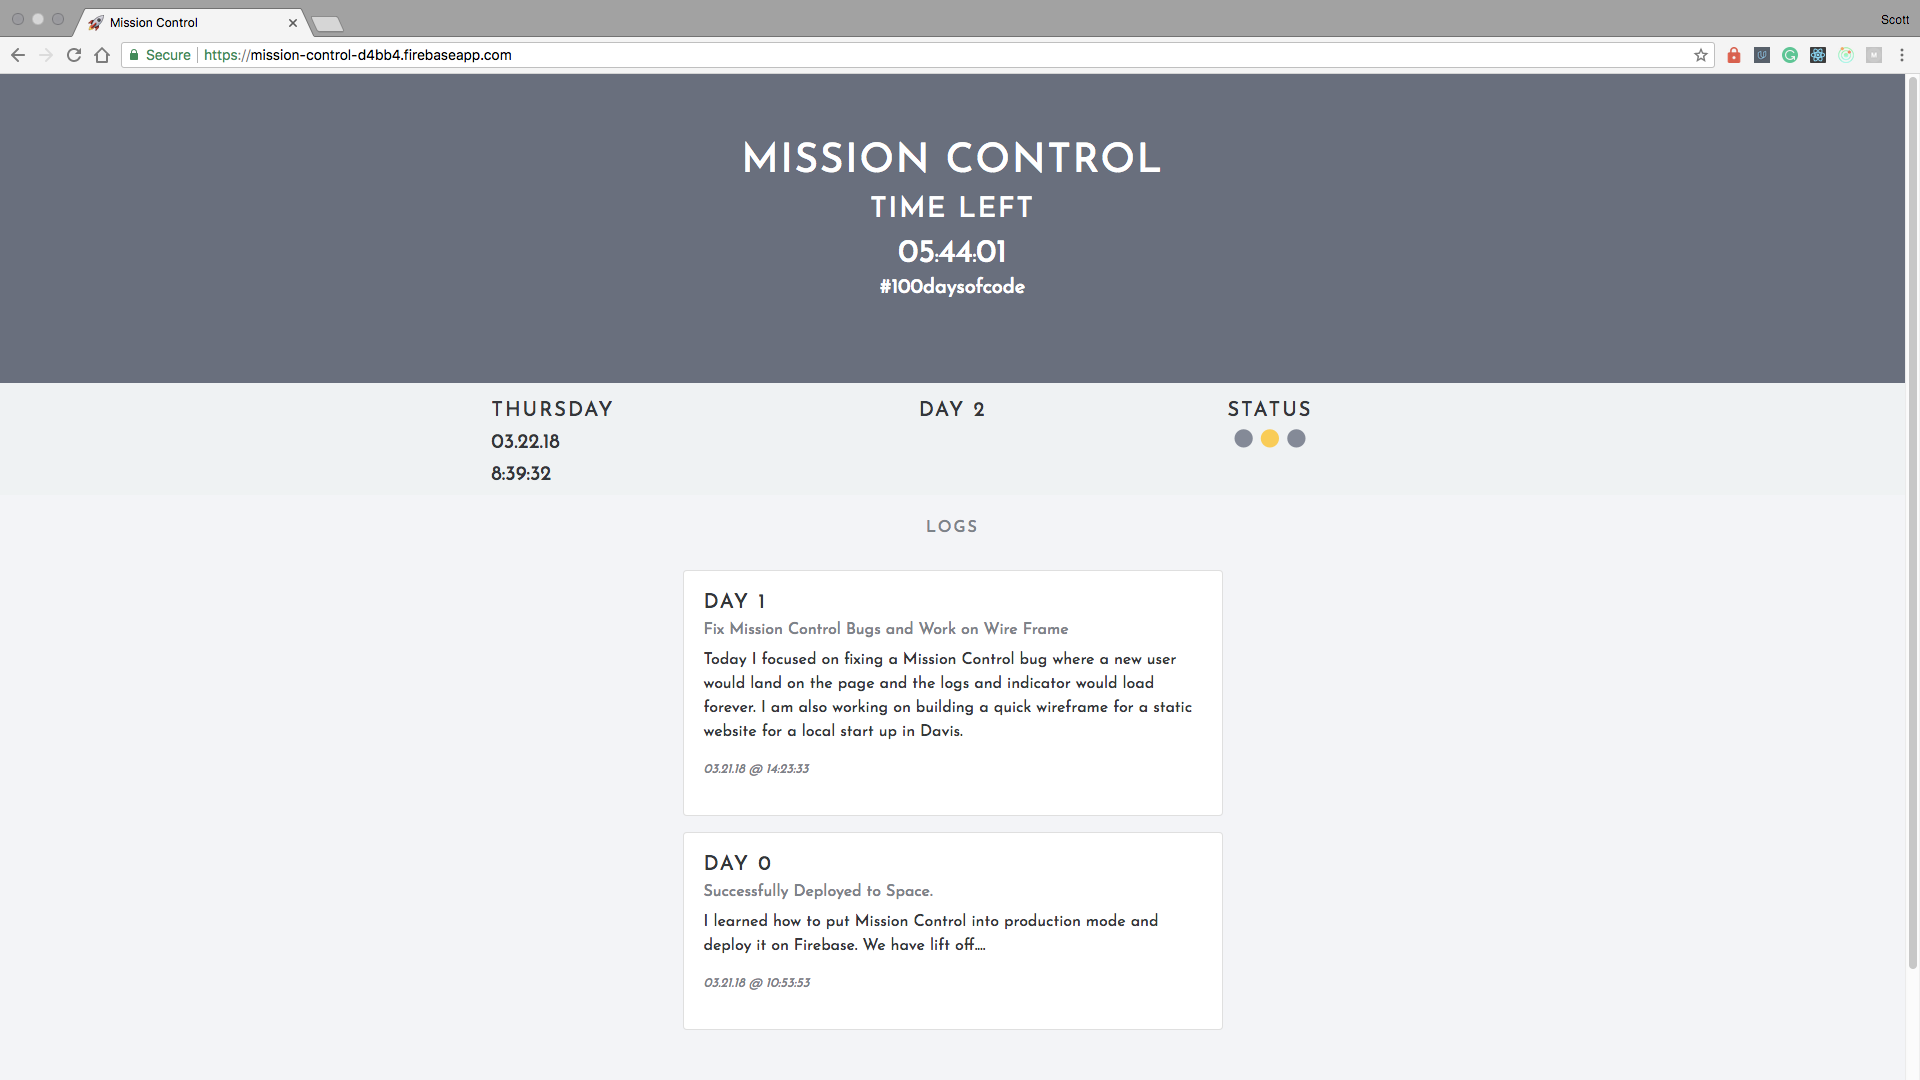 Mission Control
Scott
Secure https://mission-control-d4bb4.firebaseapp.com
MISSION CONTROL
TIME LEFT
05:44:01
#100daysofcode
THURSDAY
03.22.18
8:39:32
DAY 2
STATUS
LOGS
DAY 1
Fix Mission Control Bugs and Work on Wire Frame
Today I focused on fixing a Mission Control bug where a new user
would land on the page and the logs and indicator would load
forever. I am also working on building a quick wireframe for a static
website for a local start up in Davis.
03.21.18 @ 14:23:33
DAY 0
Successfully Deployed to Space.
I learned how to put Mission Control into production mode and
deploy it on Firebase. We have lift off....
03.21.18 @ 10:53:53